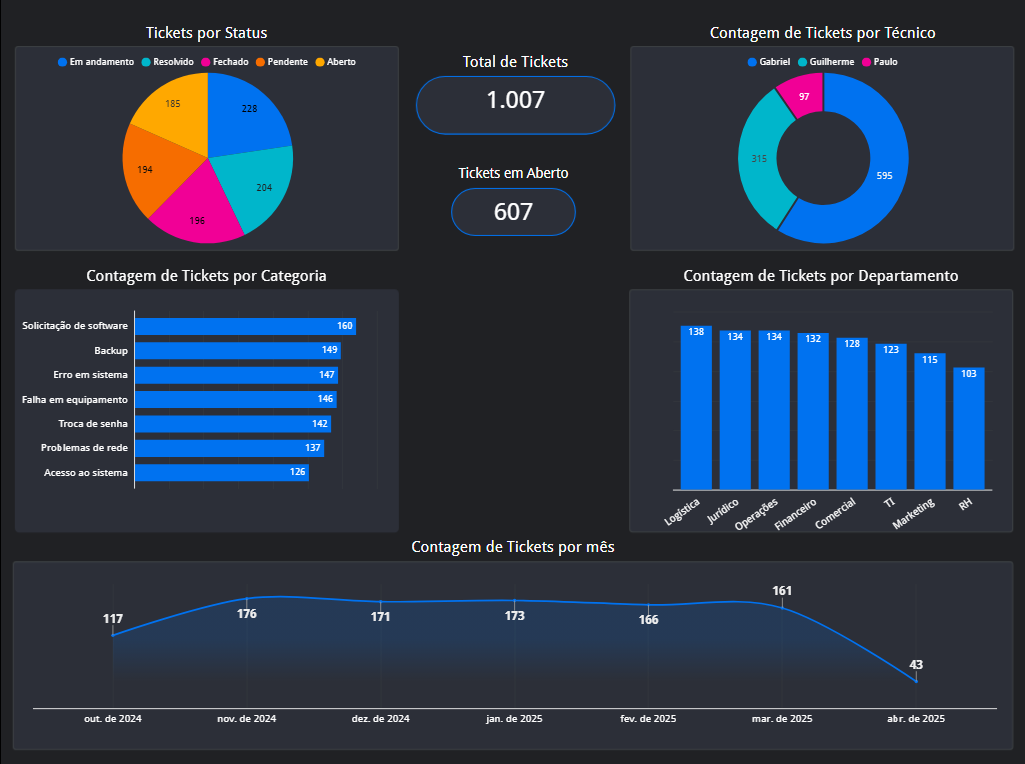 Tickets por Status
Em andamento Resolvido Fechado Pendente Aberto
185
228
194
204
196
Total de Tickets
1.007
Tickets em Aberto
607
Contagem de Tickets por Técnico
Gabriel Guilherme Paulo
97
315
595
Contagem de Tickets por Categoria
Solicitação de software 160
Backup 149
Erro em sistema 147
Falha em equipamento 146
Troca de senha 142
Problemas de rede 137
Acesso ao sistema 126
Contagem de Tickets por Departamento
138 134 134 132 128 123 115 103
Logística Jurídico Operações Financeiro Comercial TI Marketing RH
Contagem de Tickets por mês
117 176 171 173 166 161 43
out. de 2024 nov. de 2024 dez. de 2024 jan. de 2025 fev. de 2025 mar. de 2025 abr. de 2025